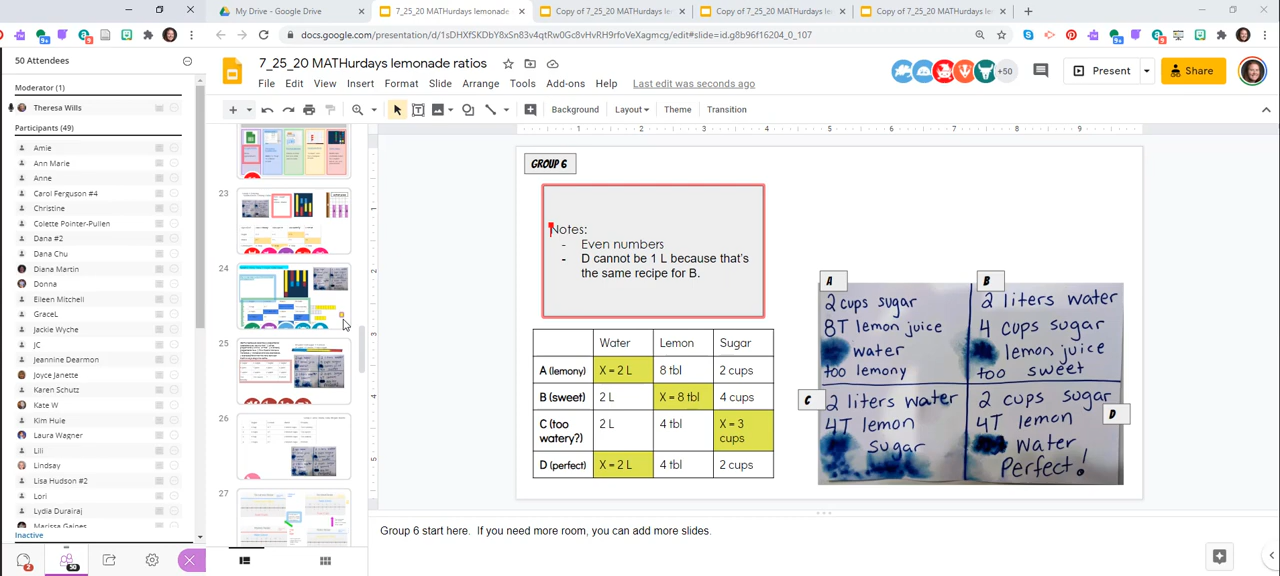 My Drive - Google Drive
7_25_20 MATHurdays lemonade
Copy of 7_25_20 MATHurdays le
Copy of 7_25_20 MATHurdays le
Copy of 7_25_20 MATHurdays le
docs.google.com/presentation/d/1sDHXfSKDbY8xSn83v4qtRw0Gc8vHvRH9rfoVeXagmcg/edit#slide=id.g8b96f16204_0_107
50 Attendees
Moderator (1)
Theresa Wills
Participants (49)
Amie
Ann Marie
Anne
Carol Ferguson #4
Christine
Colette Pointer-Pullen
Dana #2
Dana Chu
Diana Martin
Donna
Eileen Mitchell
GraceL
Jackie Wyche
JC
Jeannine Dearmon
Joyce Janette
Karen Schutz
Kate W
Kim Huie
Laura Wagner
Lili
Lindsay
Lisa Hudson #2
Lori
Lydia Durairaj
Marissa Gaines
Inactive
50
7_25_20 MATHurdays lemonade ratios
File Edit View Insert Format Slide Arrange Tools Add-ons Help Last edit was seconds ago
+50
Present
Share
Background Layout Theme Transition
1 2 3 4 5 6 7 8 9
23
24
25
26
27
GROUP 6
Notes:
- Even numbers
- D cannot be 1 L because that's
the same recipe for B.
Water Lemon Sugar
A (lemony) X = 2 L 8 tbl 2 cups
B (sweet) 2 L X = 8 tbl 4 cups
C (too watery?) 2 L 4 tbl X = 3 cups
D (perfect) X = 2 L 4 tbl 2 cups
A
2 cups sugar
8T lemon juice
water
too lemony
B
2 liters water
4 cups sugar
lemon juice
too sweet
C
2 liters water
4T lemon
sugar
D
2 cups sugar
4T lemon
Water
Perfect!
Group 6 start here. If you need more room, you can add more slides.